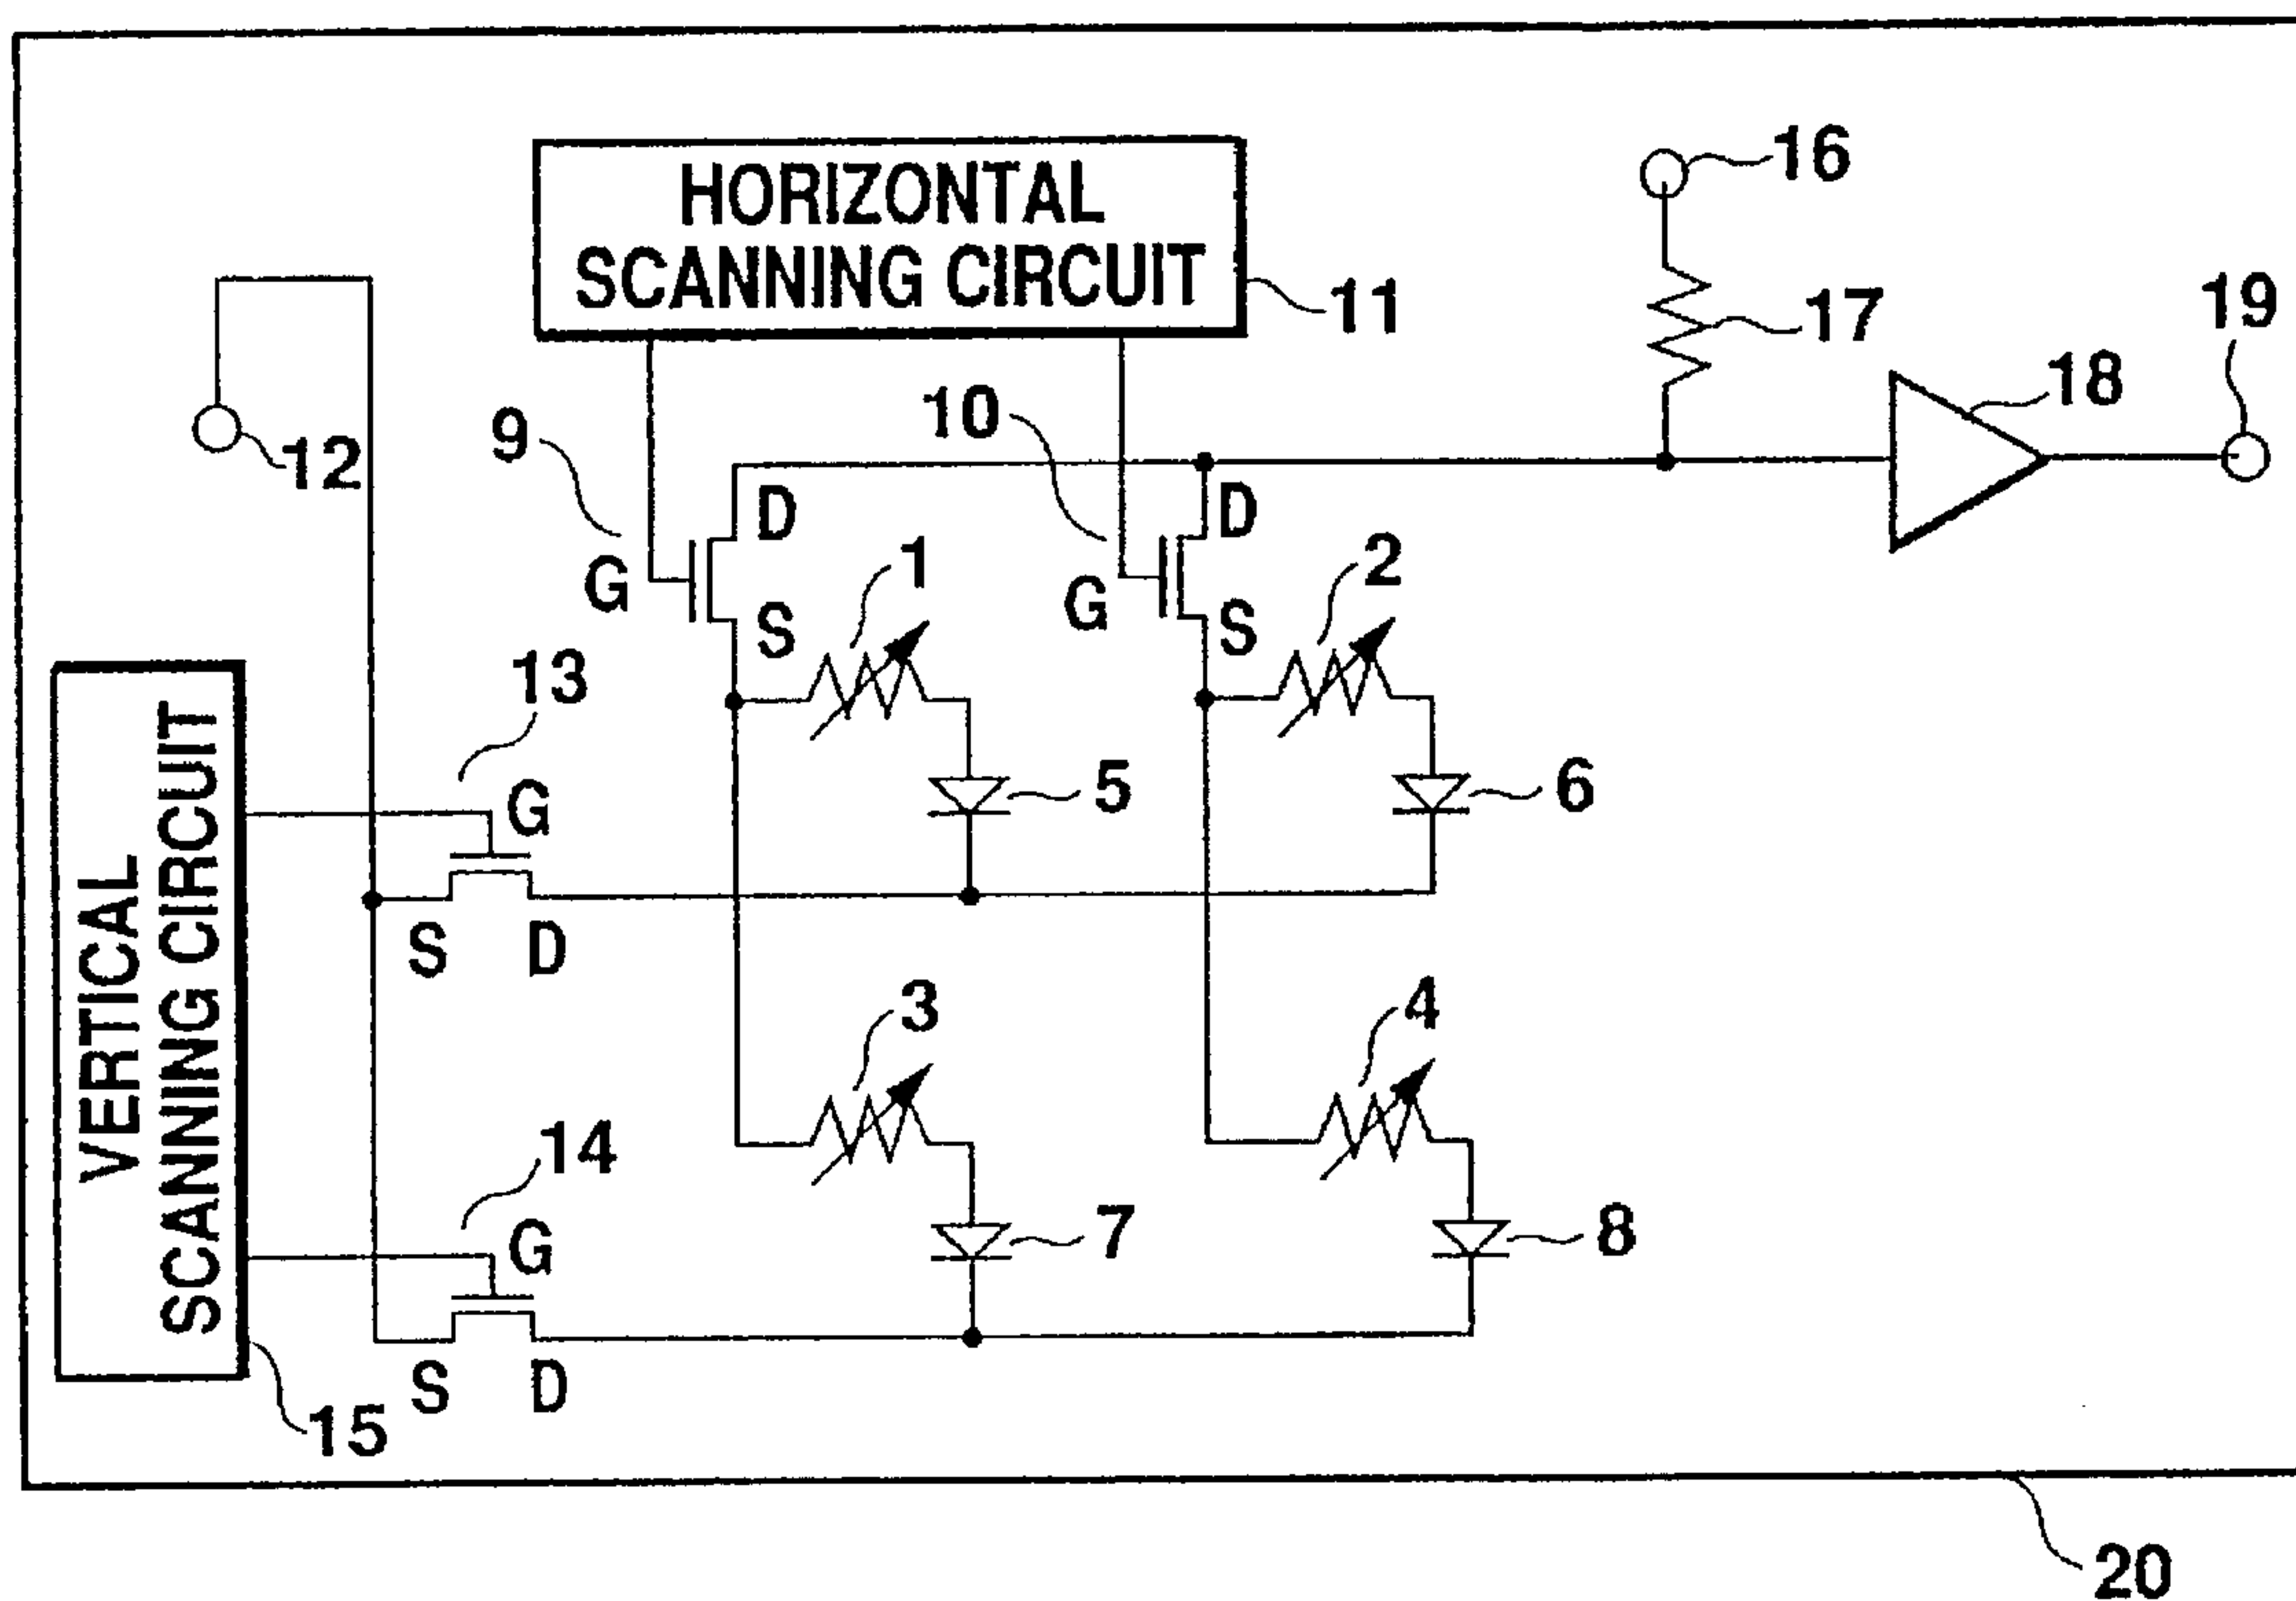 HORIZONTAL
SCANNING CIRCUIT
11
16
17
19
18
12
9
10
D
D
G
S
G
S
1
2
13
G
5
6
S
D
VERTICAL
SCANNING CIRCUIT
3
4
14
G
7
8
S
D
15
20